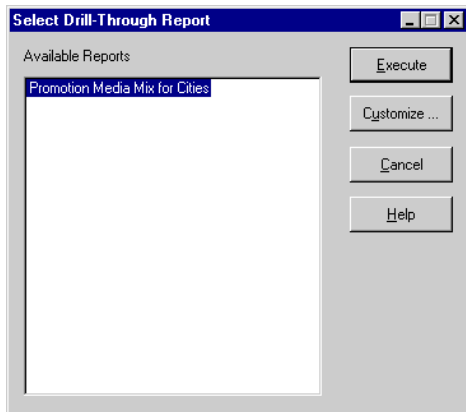 Select Drill-Through Report
Available Reports
Promotion Media Mix for Cities
Execute
Customize ...
Cancel
Help